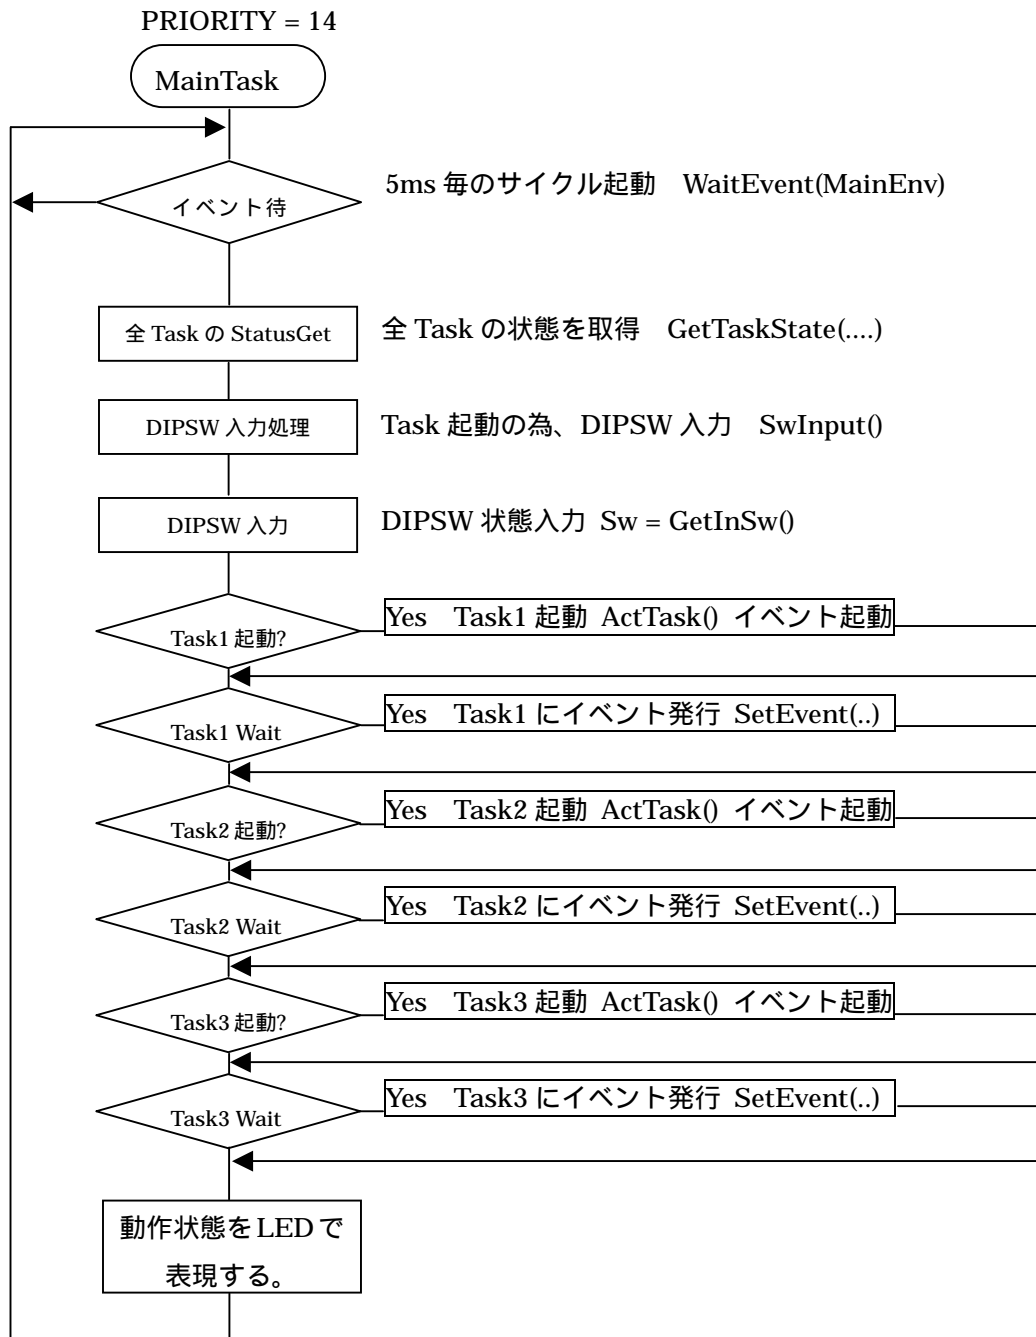 PRIORITY = 14
MainTask
イベント待
5ms 毎のサイクル起動　WaitEvent(MainEnv)
全 Task の StatusGet
全 Task の状態を取得　GetTaskState(....)
DIPSW 入力処理
Task 起動の為、DIPSW 入力　SwInput()
DIPSW 入力
DIPSW 状態入力 Sw = GetInSw()
Task1 起動?
Yes　Task1 起動 ActTask() イベント起動
Task1 Wait
Yes　Task1 にイベント発行 SetEvent(..)
Task2 起動?
Yes　Task2 起動 ActTask() イベント起動
Task2 Wait
Yes　Task2 にイベント発行 SetEvent(..)
Task3 起動?
Yes　Task3 起動 ActTask() イベント起動
Task3 Wait
Yes　Task3 にイベント発行 SetEvent(..)
動作状態を LED で
表現する。